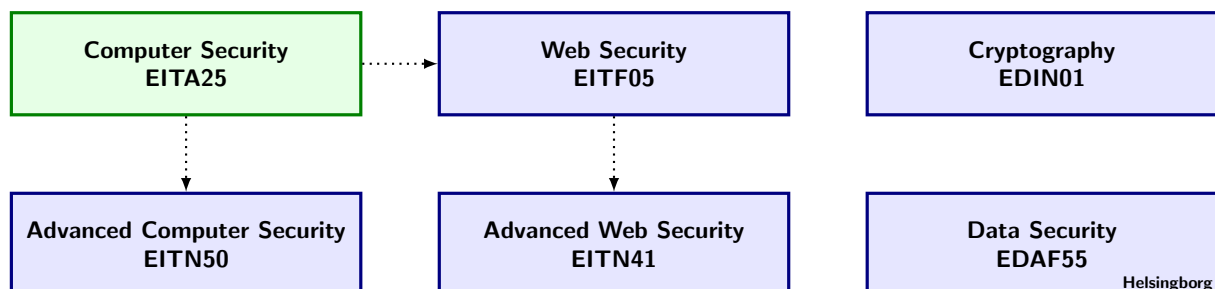 Computer Security
EITA25
Web Security
EITF05
Cryptography
EDIN01
Advanced Computer Security
EITN50
Advanced Web Security
EITN41
Data Security
EDAF55
Helsingborg